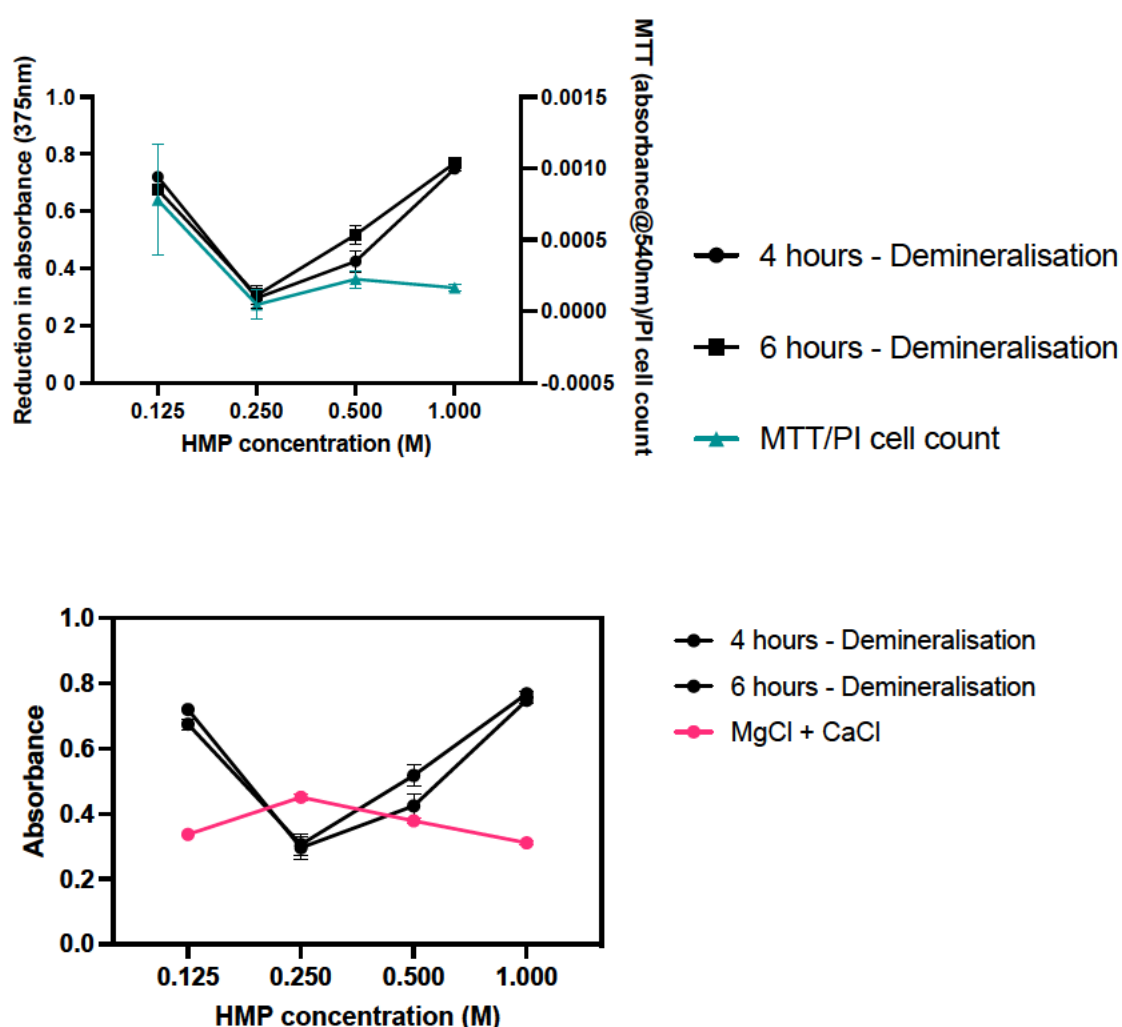 Reduction in absorbance (375nm)
1.0
0.8
0.6
0.4
0 2
0 0
0.125
0.250
0.500
1.000
HMP concentration (M)
0.0015
0.0010
0.0005
0.0000
-0.0005
MTT (absorbance@540nm)/PI cell count
4 hours - Demineralisation
6 hours - Demineralisation
MTT/PI cell count
Absorbance
1.0
0.8
0.6
0.4
0.2
0.0
0.125
0.250
0.500
1.000
HMP concentration (M)
4 hours - Demineralisation
6 hours - Demineralisation
MgCl + CaCl